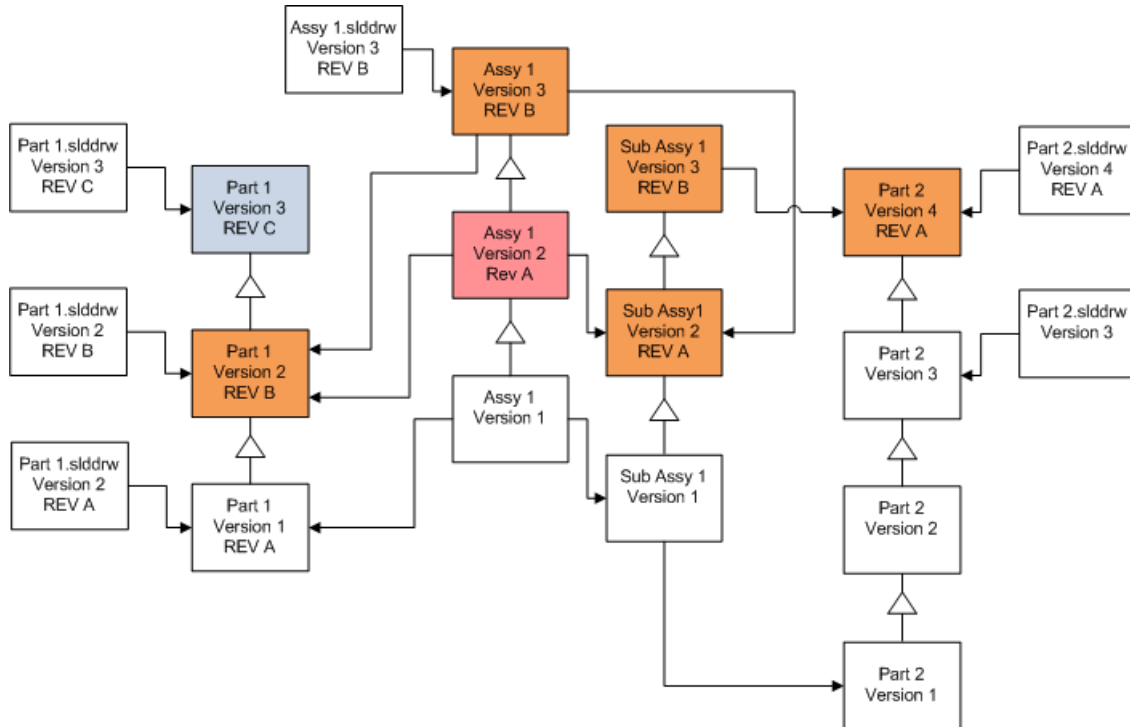 Assy 1.slddrw
Version 3
REV B
Assy 1
Version 3
REV B
Part 1.slddrw
Version 3
REV C
Part 1
Version 3
REV C
Sub Assy 1
Version 3
REV B
Part 2
Version 4
REV A
Part 2.slddrw
Version 4
REV A
Assy 1
Version 2
Rev A
Part 1.slddrw
Version 2
REV B
Part 1
Version 2
REV B
Sub Assy1
Version 2
REV A
Part 2
Version 3
Part 2.slddrw
Version 3
Assy 1
Version 1
Part 1.slddrw
Version 2
REV A
Part 1
Version 1
REV A
Sub Assy 1
Version 1
Part 2
Version 2
Part 2
Version 1